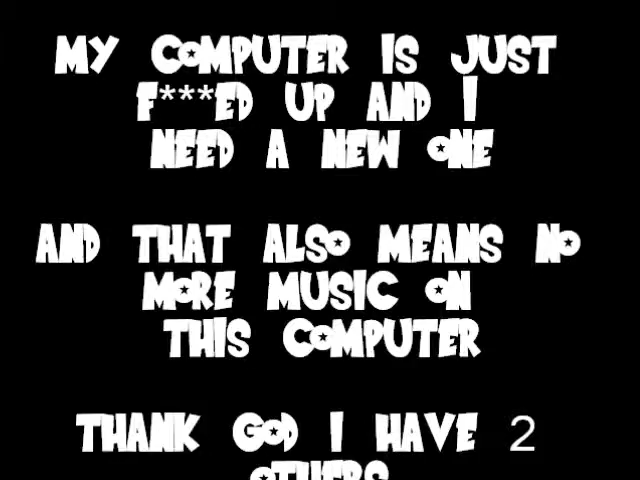 MY COMPUTER IS JUST
F***ED UP AND I
NEED A NEW ONE
AND THAT ALSO MEANS NO
MORE MUSIC ON
THIS COMPUTER
THANK GOD I HAVE 2
OTHERS